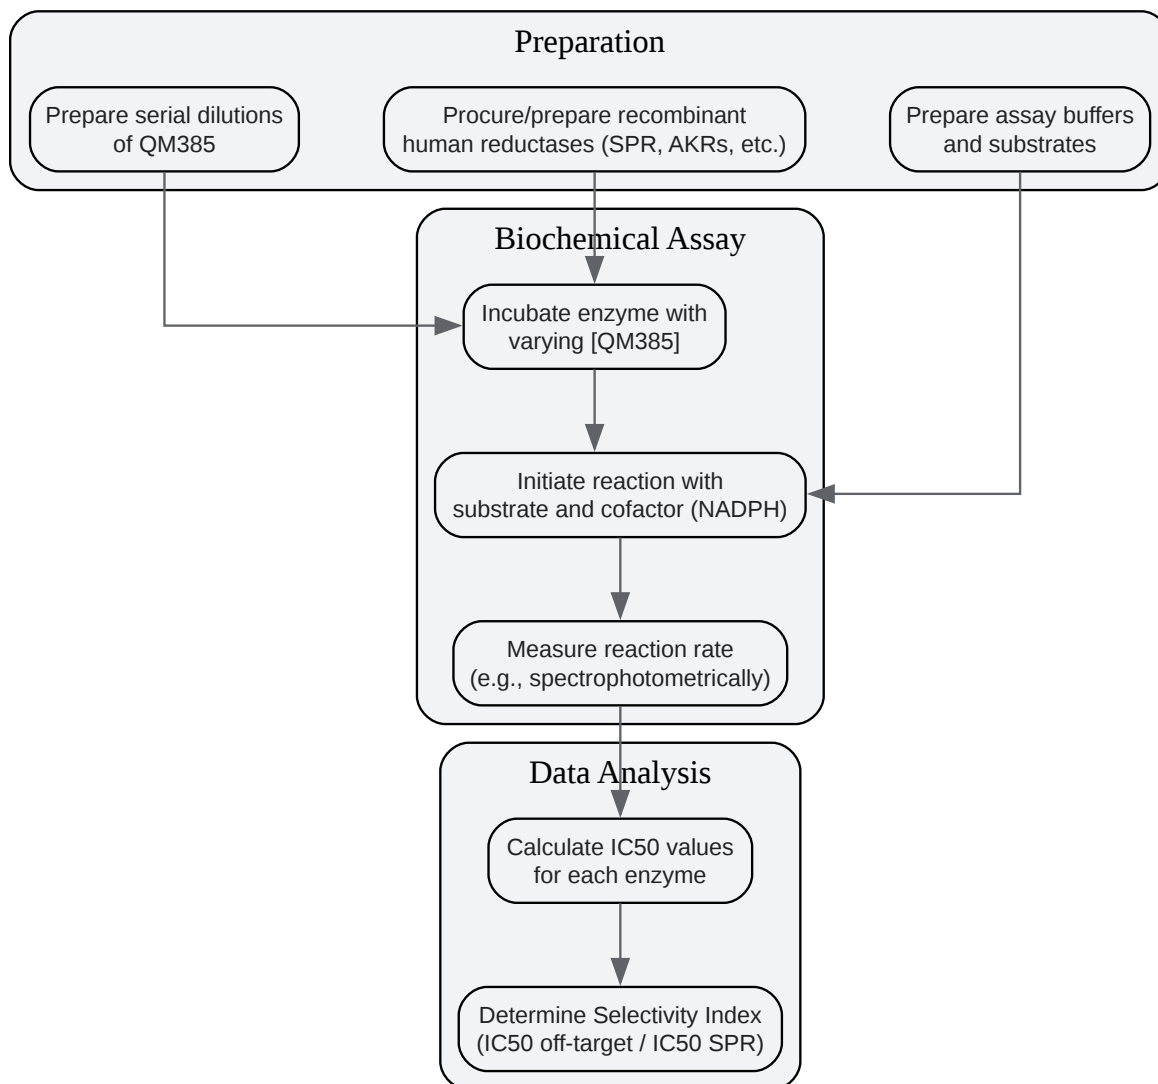 Preparation
Prepare serial dilutions
of QM385
Procure/prepare recombinant
human reductases (SPR, AKRs, etc.)
Prepare assay buffers
and substrates
Biochemical Assay
Incubate enzyme with
varying [QM385]
Initiate reaction with
substrate and cofactor (NADPH)
Measure reaction rate
(e.g., spectrophotometrically)
Data Analysis
Calculate IC50 values
for each enzyme
Determine Selectivity Index
(IC50 off-target / IC50 SPR)